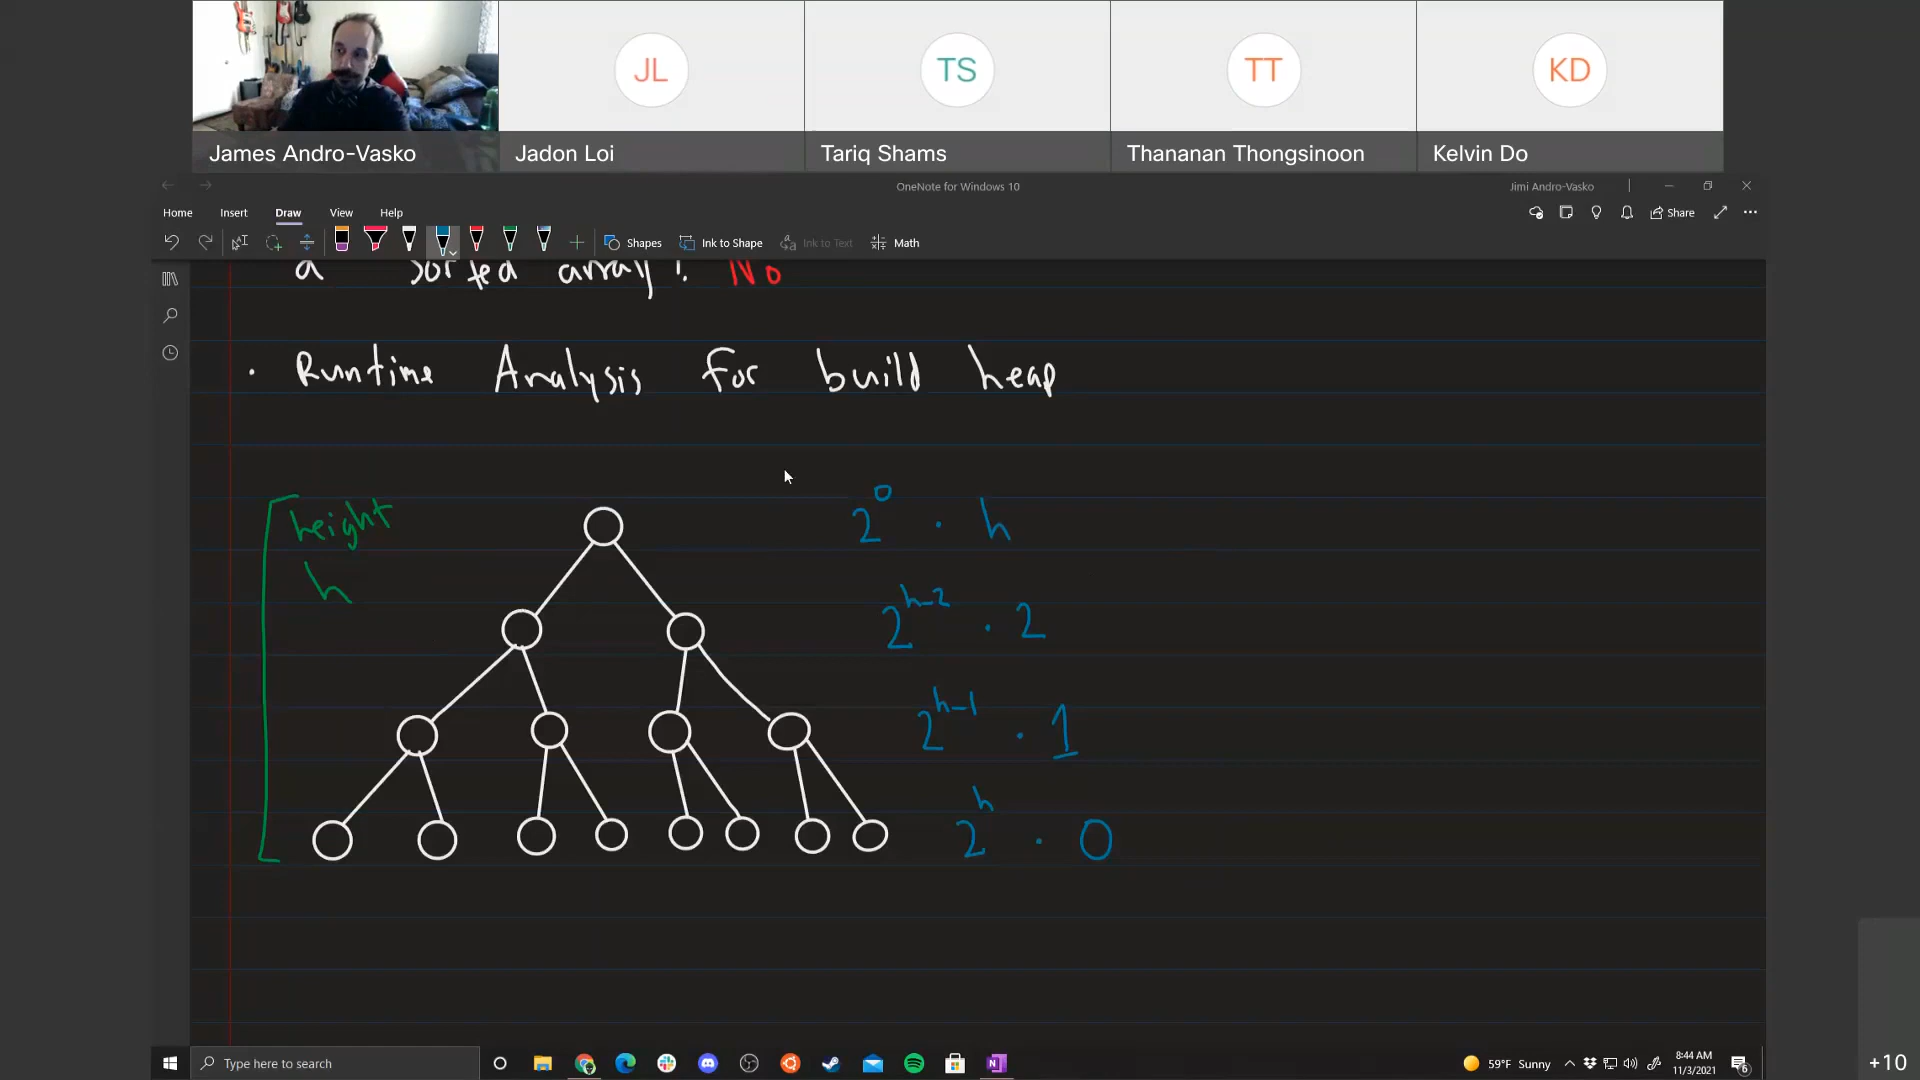 JL
TS
TT
KD
James Andro-Vasko
Jadon Loi
Tariq Shams
Thananan Thongsinoon
Kelvin Do
OneNote for Windows 10
Jimi Andro-Vasko
Home Insert Draw View Help
Share
Shapes Ink to Shape Ink to Text Math
a sorted array? No
· Runtime Analysis for build heap
height
h
2^0 · h
2^{h-2} · 2
2^{h-1} · 1
2^h · 0
Type here to search
59°F Sunny
8:44 AM
11/3/2021
6
+10